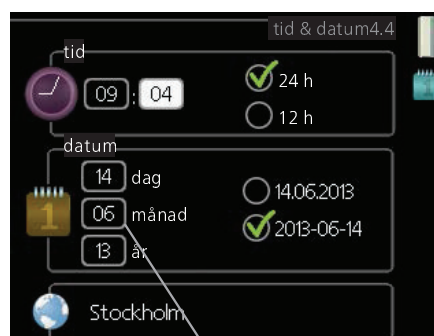 tid & datum4.4
tid
09 : 04
24 h
12 h
datum
14 dag
06 månad
13 år
14.06.2013
2013-06-14
1
Stockholm